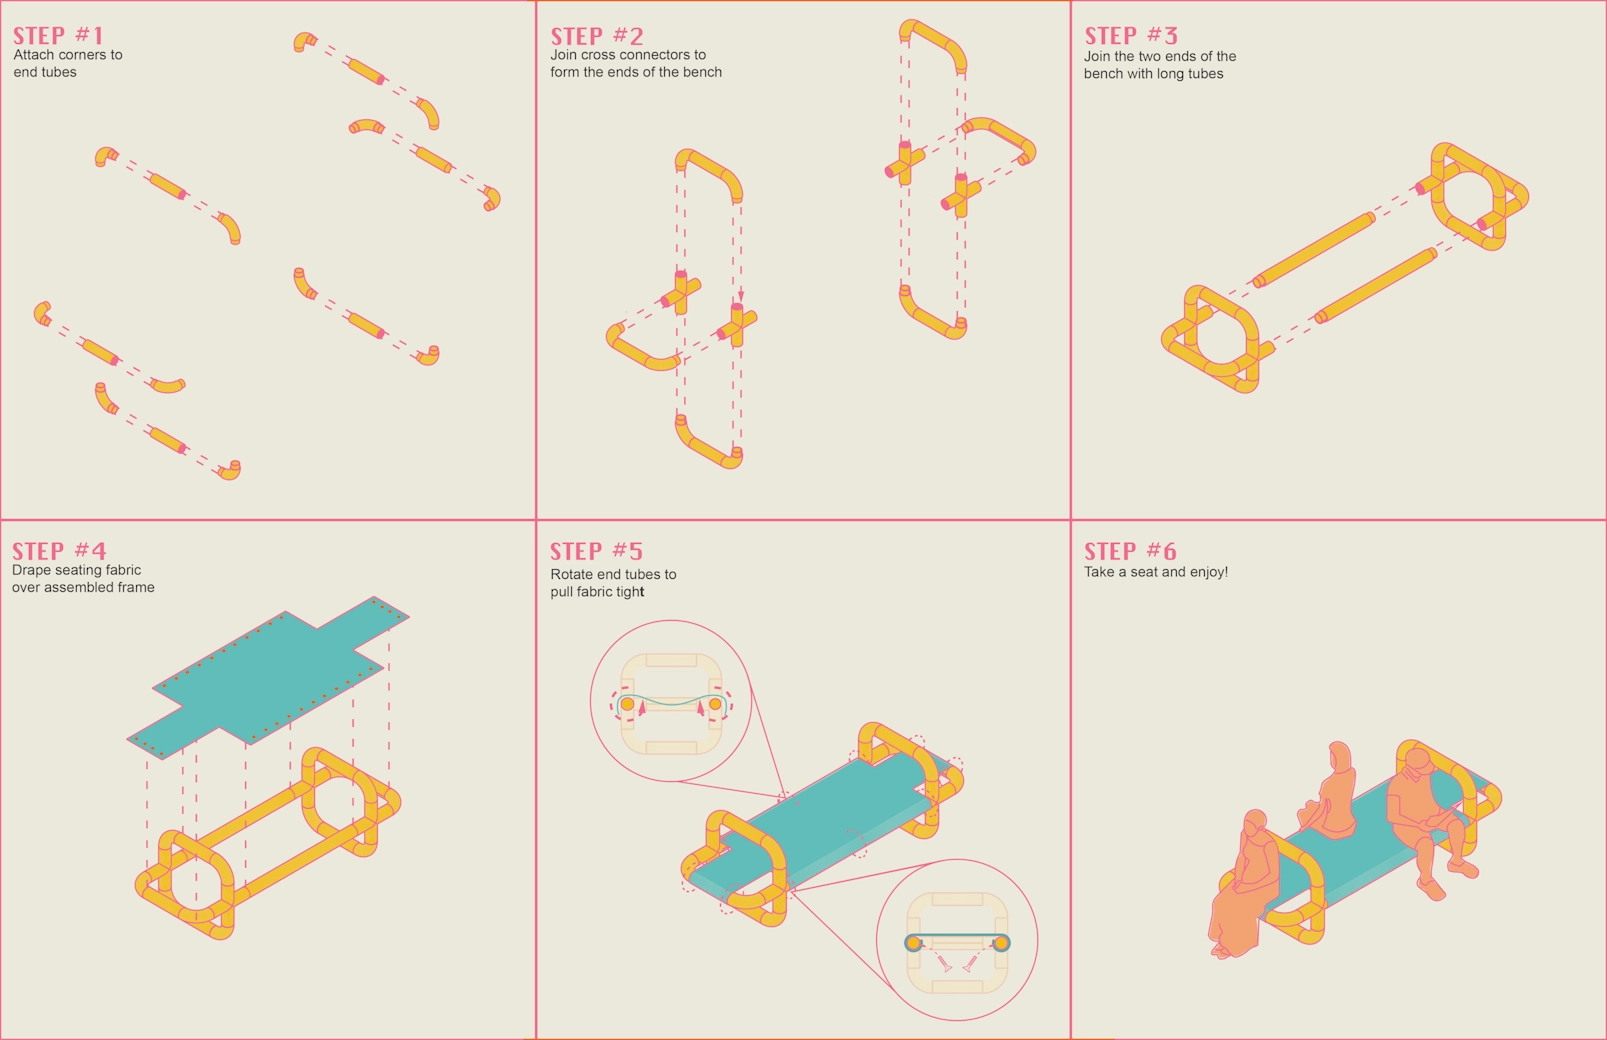 STEP #1
Attach corners to
end tubes
STEP #2
Join cross connectors to
form the ends of the bench
STEP #3
Join the two ends of the
bench with long tubes
STEP #4
Drape seating fabric
over assembled frame
STEP #5
Rotate end tubes to
pull fabric tight
STEP #6
Take a seat and enjoy!